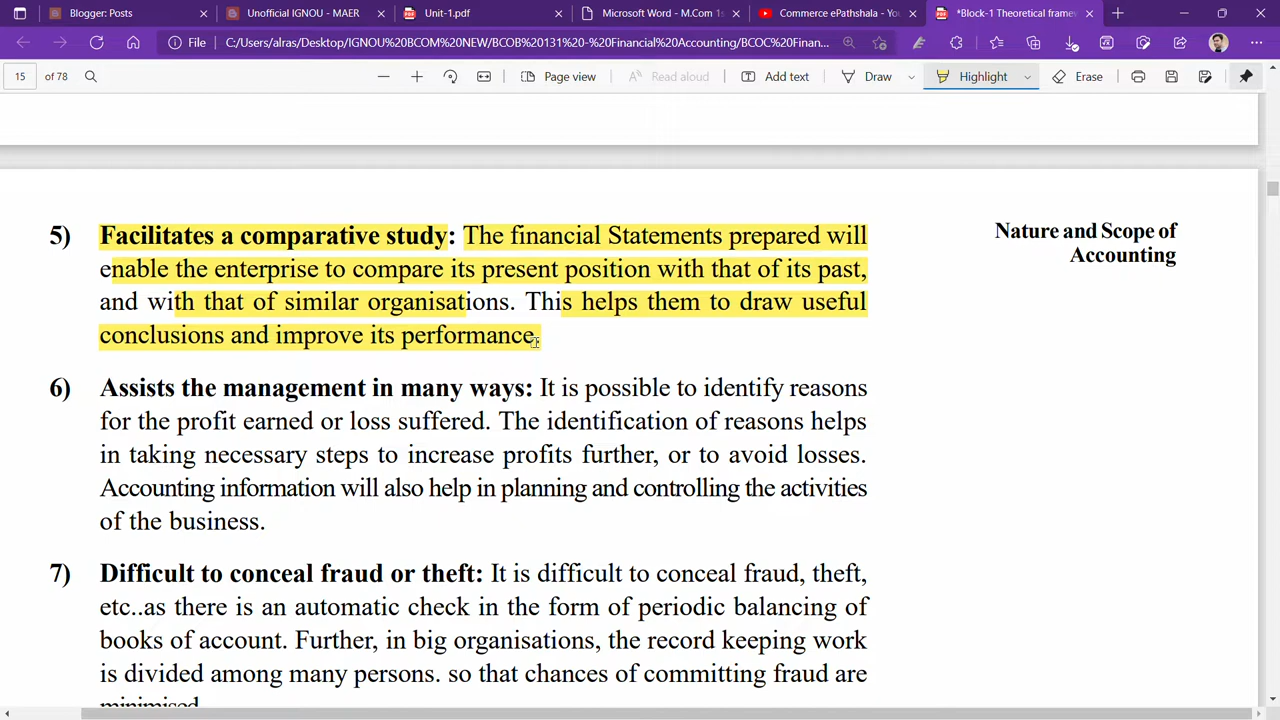 Blogger: Posts
Unofficial IGNOU - MAER
Unit-1.pdf
Microsoft Word - M.Com 1s
Commerce ePathshala - You
*Block-1 Theoretical framew
File C:/Users/alras/Desktop/IGNOU%20BCOM%20NEW/BCOB%20131%20-%20Financial%20Accounting/BCOC%20Finan...
15 of 78
Page view
Read aloud
Add text
Draw
Highlight
Erase
5) Facilitates a comparative study: The financial Statements prepared will
enable the enterprise to compare its present position with that of its past,
and with that of similar organisations. This helps them to draw useful
conclusions and improve its performance.
Nature and Scope of
Accounting
6) Assists the management in many ways: It is possible to identify reasons
for the profit earned or loss suffered. The identification of reasons helps
in taking necessary steps to increase profits further, or to avoid losses.
Accounting information will also help in planning and controlling the activities
of the business.
7) Difficult to conceal fraud or theft: It is difficult to conceal fraud, theft,
etc..as there is an automatic check in the form of periodic balancing of
books of account. Further, in big organisations, the record keeping work
is divided among many persons. so that chances of committing fraud are
minimised